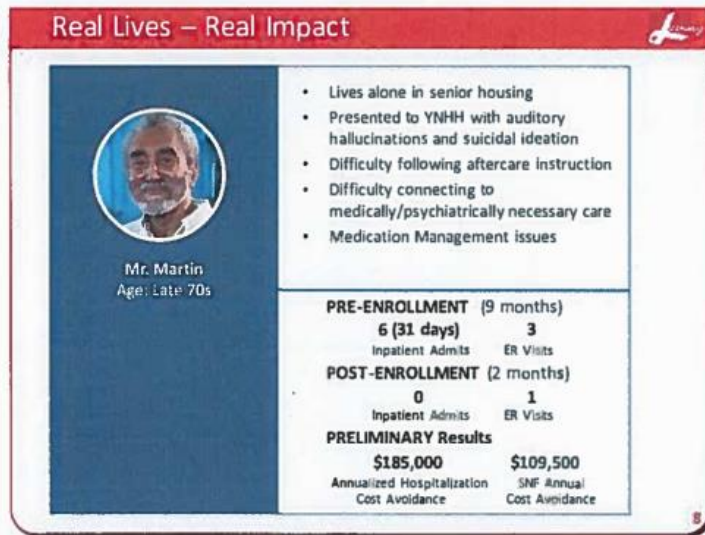 Real Lives – Real Impact
• Lives alone in senior housing
• Presented to YNHH with auditory
hallucinations and suicidal ideation
• Difficulty following aftercare instruction
• Difficulty connecting to
medically/psychiatrically necessary care
• Medication Management issues
Mr. Martin
Age: Late 70s
PRE-ENROLLMENT (9 months)
6 (31 days) 3
Inpatient Admits ER Visits
POST-ENROLLMENT (2 months)
0 1
Inpatient Admits ER Visits
PRELIMINARY Results
$185,000 $109,500
Annualized Hospitalization SNF Annual
Cost Avoidance Cost Avoidance
8